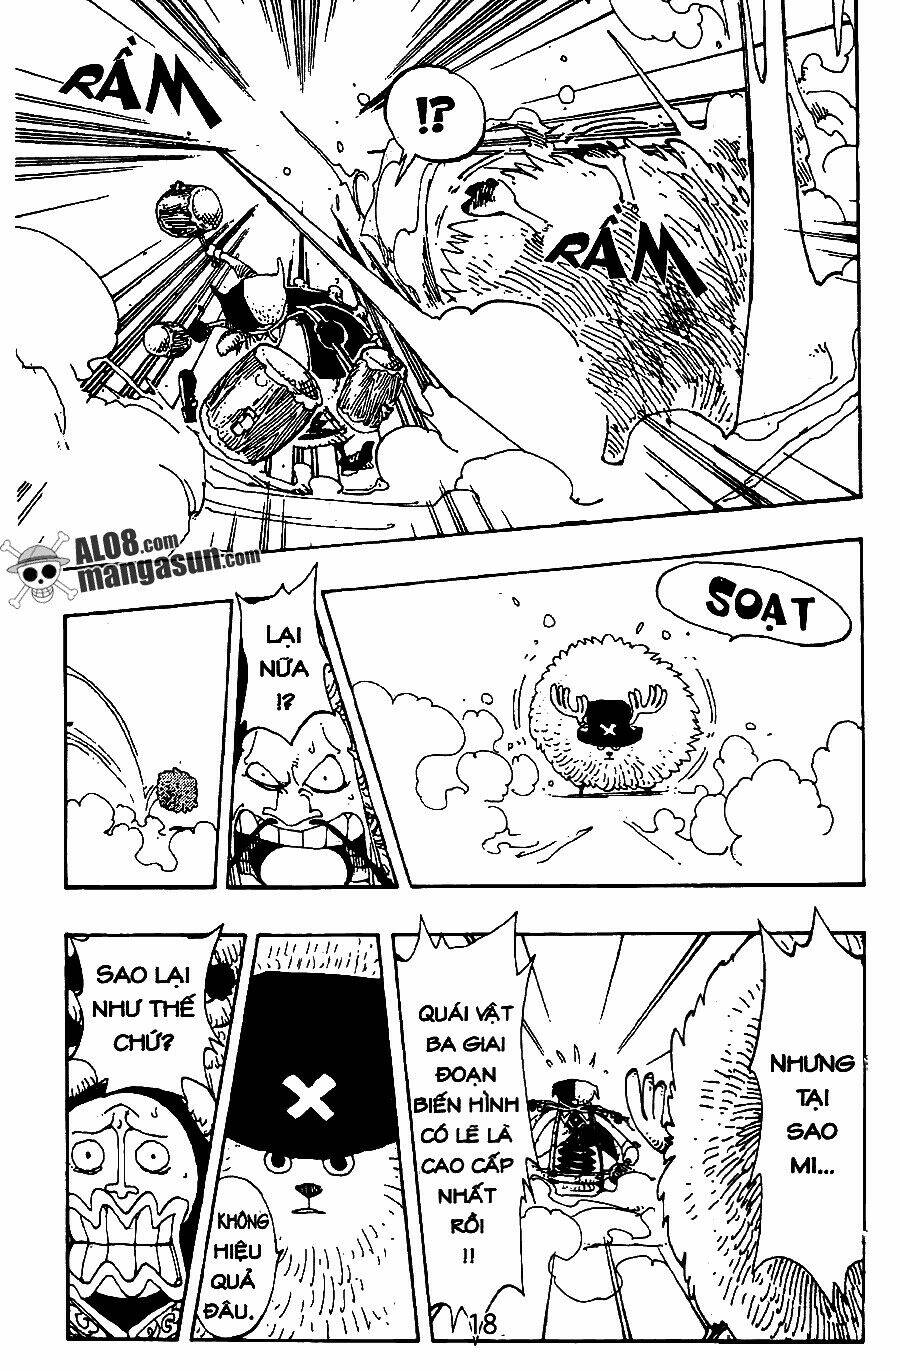 RẦM
!?
RẦM
AL08.com
mangasun.com
LẠI
NỮA
!?
SOẠT
SAO LẠI
NHƯ THẾ
CHỨ?
KHÔNG
HIỆU
QUẢ
ĐÂU.
QUÁI VẬT
BA GIAI
ĐOẠN
BIẾN HÌNH
CÓ LẼ LÀ
CAO CẤP
NHẤT
RỒI
!!
NHƯNG
TẠI
SAO
MI...
18